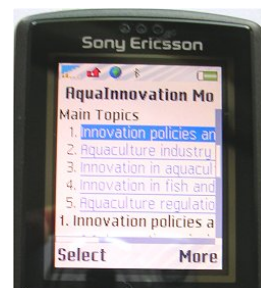 Sony Ericsson
AquaInnovation Mo
Main Topics
1. Innovation policies an
2. Aquaculture industry
3. Innovation in aquacul
4. Innovation in fish and
5. Aquaculture regulatio
1. Innovation policies a
Select More